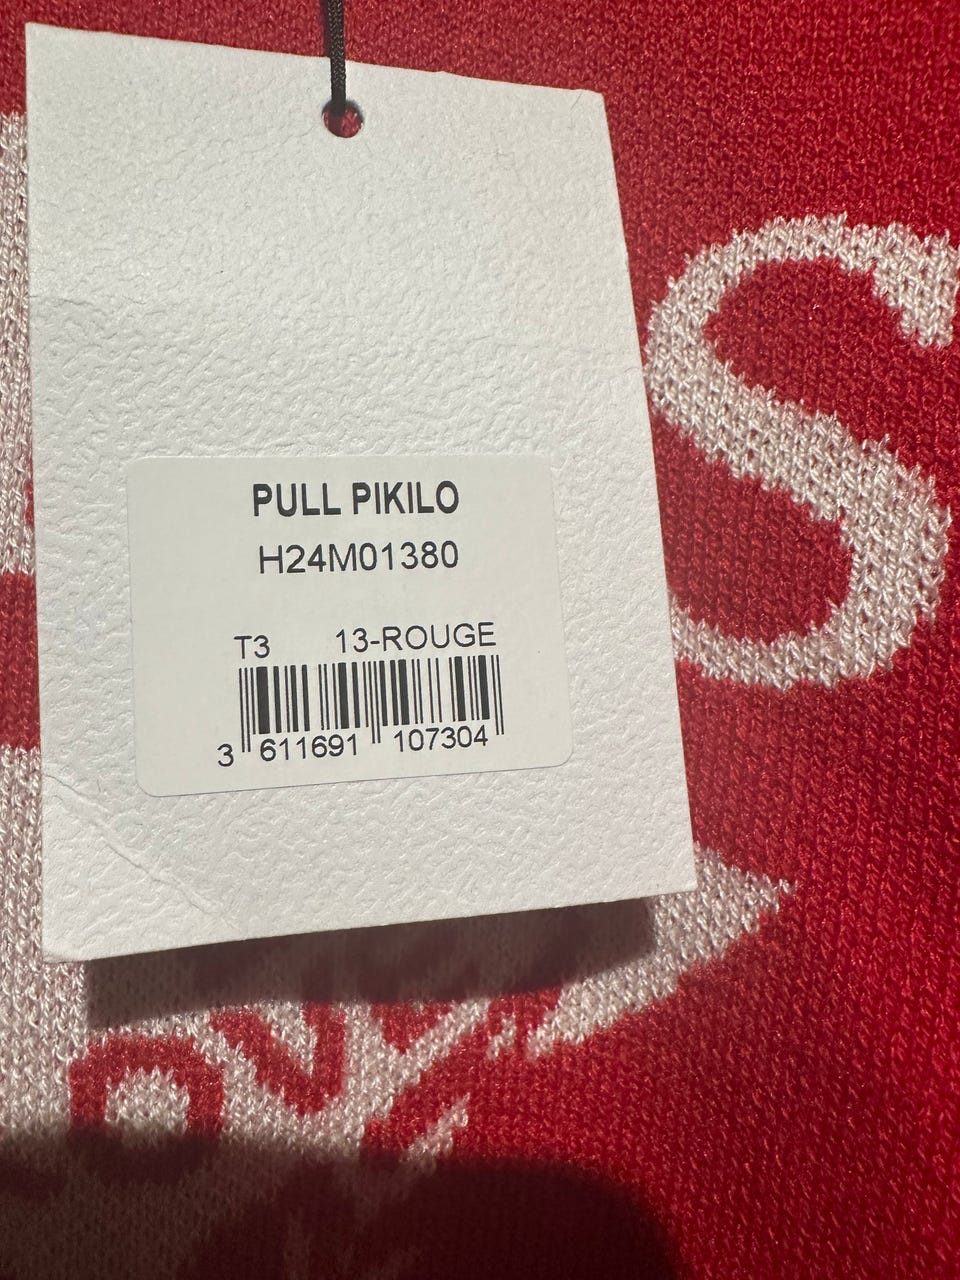 PULL PIKILO
H24M01380
T3 13-ROUGE
3 611691 107304
S